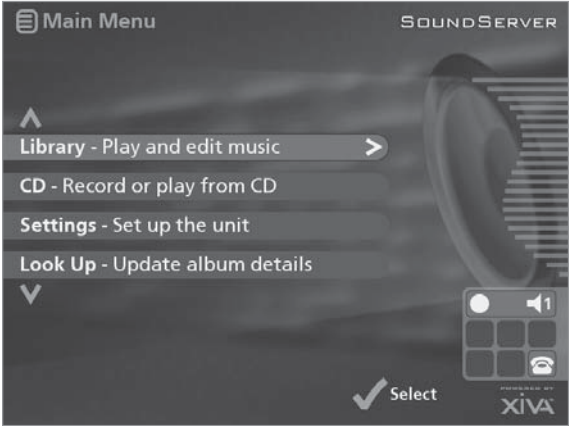 Main Menu
SOUNDSERVER
Library - Play and edit music
CD - Record or play from CD
Settings - Set up the unit
Look Up - Update album details
1
Select
POWERED BY
XiVA